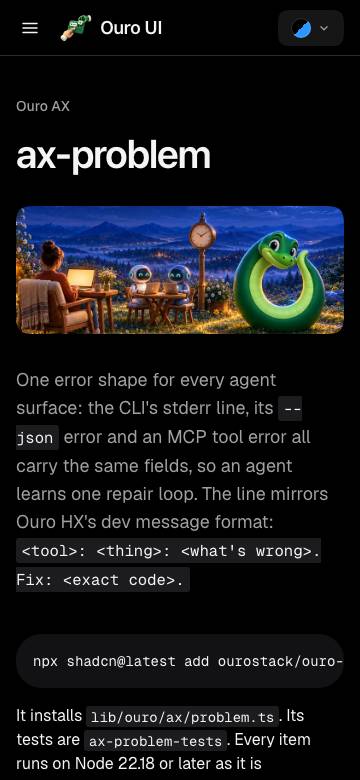 Ouro UI
Ouro AX
ax-problem
One error shape for every agent
surface: the CLI's stderr line, its --
json error and an MCP tool error all
carry the same fields, so an agent
learns one repair loop. The line mirrors
Ouro HX's dev message format:
<tool>: <thing>: <what's wrong>.
Fix: <exact code>.
npx shadcn@latest add ourostack/ouro-
It installs lib/ouro/ax/problem.ts. Its
tests are ax-problem-tests. Every item
runs on Node 22.18 or later as it is